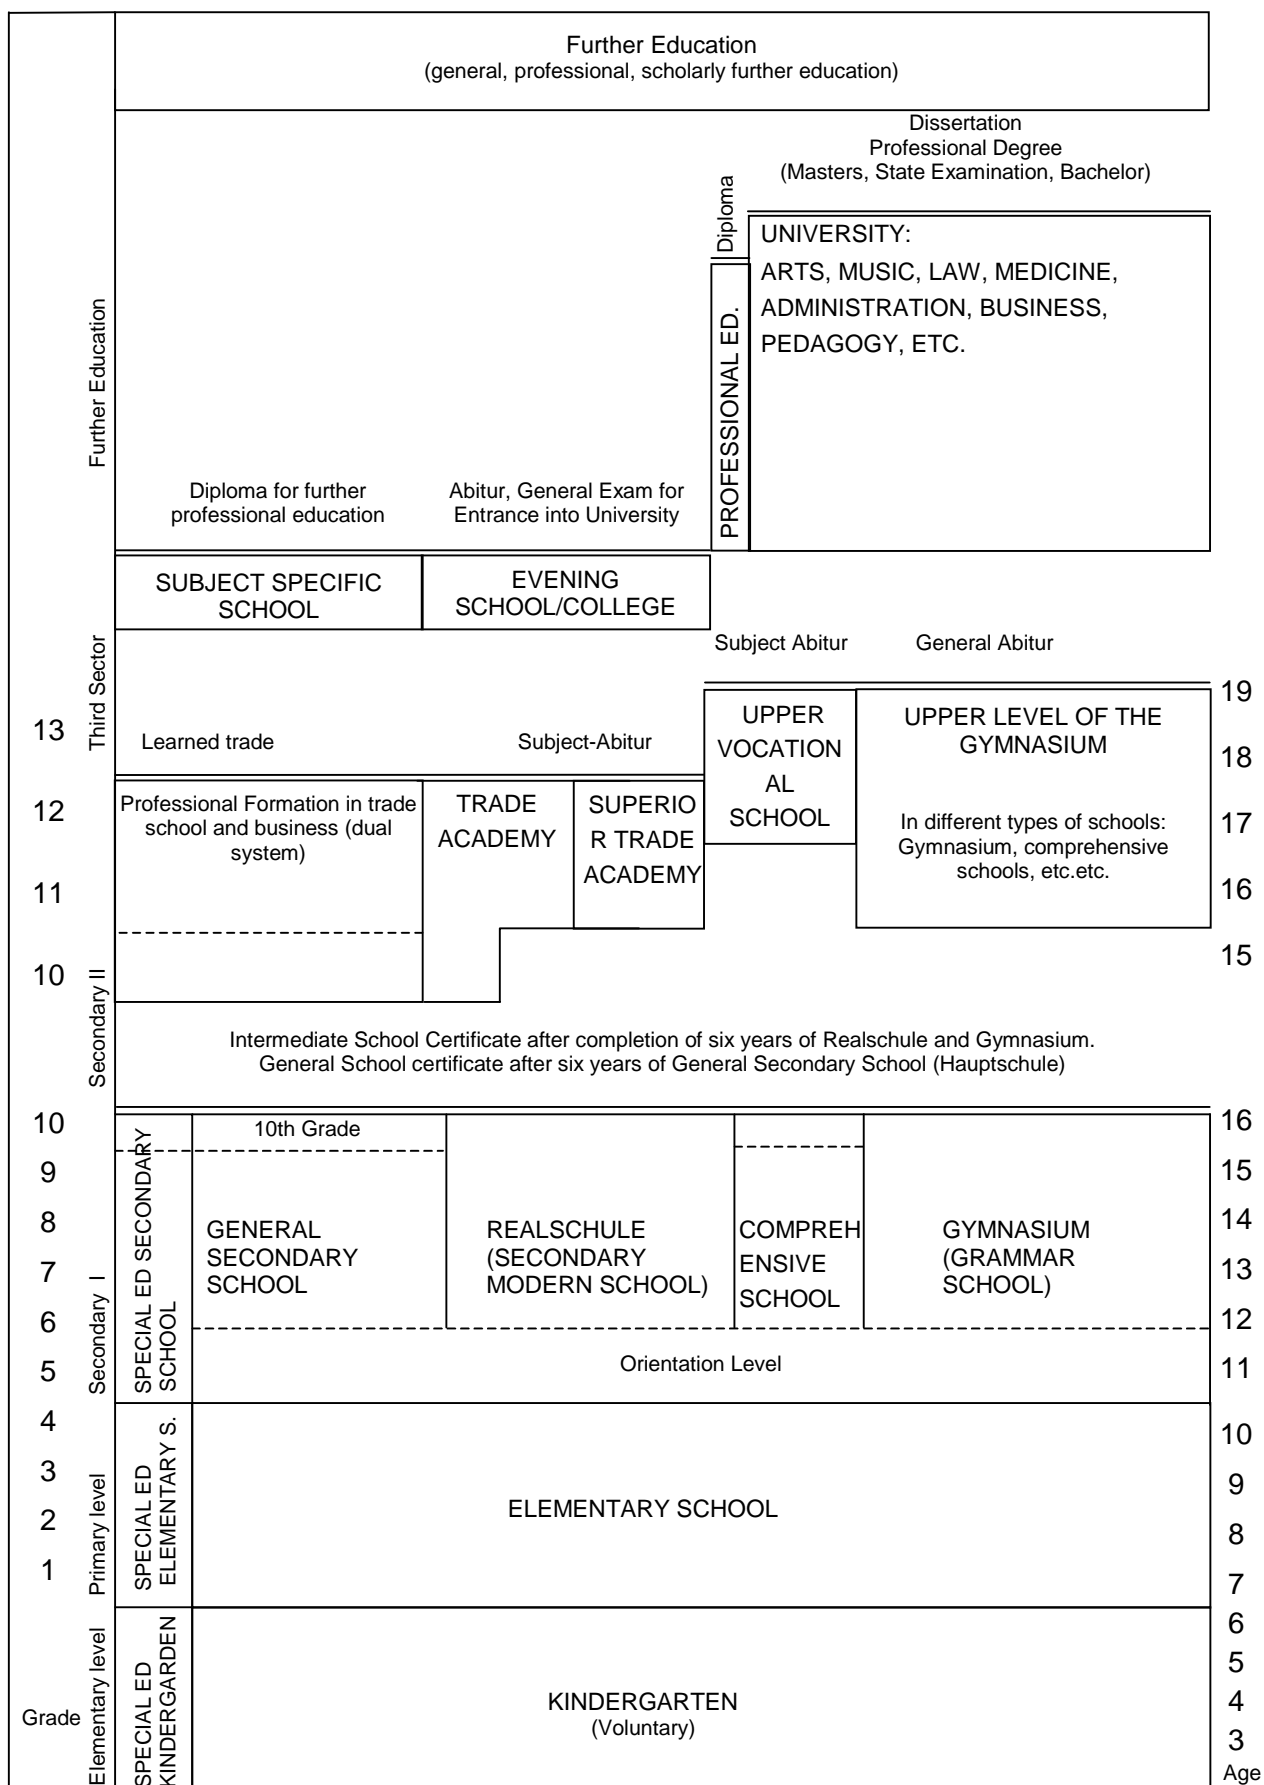 Further Education
(general, professional, scholarly further education)
Dissertation
Professional Degree
(Masters, State Examination, Bachelor)
Diploma
UNIVERSITY:
ARTS, MUSIC, LAW, MEDICINE,
ADMINISTRATION, BUSINESS,
PEDAGOGY, ETC.
PROFESSIONAL ED.
Further Education
Diploma for further
professional education
Abitur, General Exam for
Entrance into University
SUBJECT SPECIFIC
SCHOOL
EVENING
SCHOOL/COLLEGE
Third Sector
Subject Abitur
General Abitur
19
13
Learned trade
Subject-Abitur
UPPER
VOCATION
AL
SCHOOL
UPPER LEVEL OF THE
GYMNASIUM
18
12
Professional Formation in trade
school and business (dual
system)
TRADE
ACADEMY
SUPERIO
R TRADE
ACADEMY
In different types of schools:
Gymnasium, comprehensive
schools, etc.etc.
17
11
16
10
15
Secondary II
Intermediate School Certificate after completion of six years of Realschule and Gymnasium.
General School certificate after six years of General Secondary School (Hauptschule)
10
10th Grade
16
9
15
8
14
7
13
6
12
5
11
Secondary I
SPECIAL ED SECONDARY
SCHOOL
GENERAL
SECONDARY
SCHOOL
REALSCHULE
(SECONDARY
MODERN SCHOOL)
COMPREH
ENSIVE
SCHOOL
GYMNASIUM
(GRAMMAR
SCHOOL)
Orientation Level
4
10
3
9
2
8
1
7
Primary level
SPECIAL ED
ELEMENTARY S.
ELEMENTARY SCHOOL
6
5
4
3
Elementary level
SPECIAL ED
KINDERGARDEN
KINDERGARTEN
(Voluntary)
Grade
Age